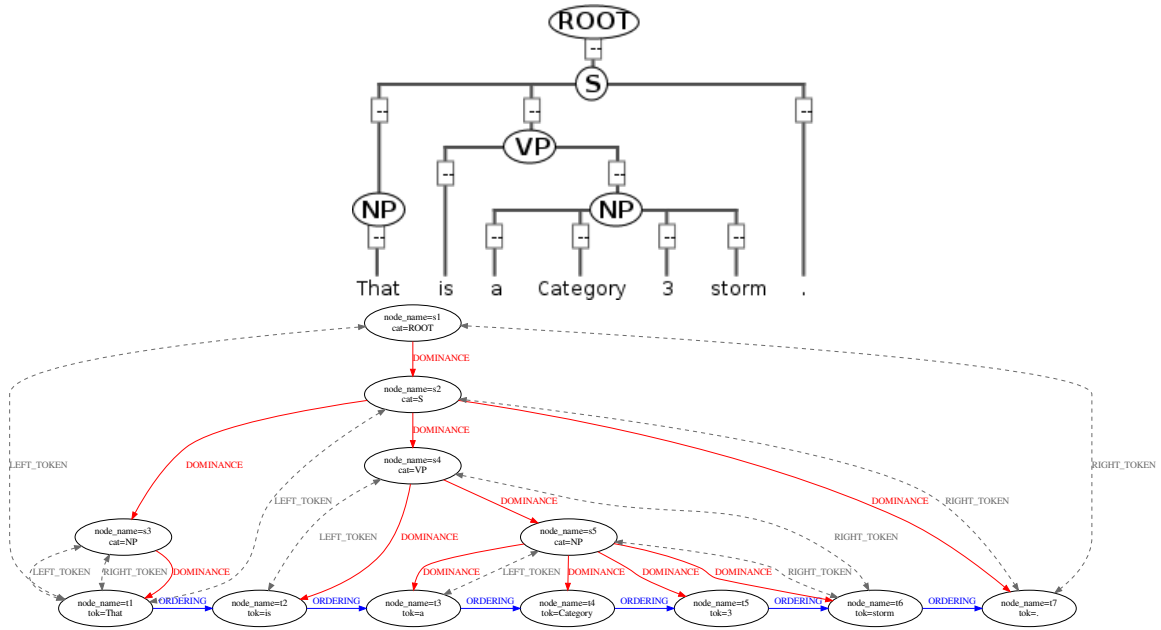 ROOT
--
S
-- -- --
VP
-- --
NP NP
-- -- -- -- --
That is a Category 3 storm .
node_name=s1
cat=ROOT
DOMINANCE
node_name=s2
cat=S
DOMINANCE
node_name=s4
cat=VP
LEFT_TOKEN DOMINANCE RIGHT_TOKEN
LEFT_TOKEN DOMINANCE DOMINANCE RIGHT_TOKEN
node_name=s3
cat=NP
LEFT_TOKEN DOMINANCE node_name=s5 RIGHT_TOKEN
cat=NP
LEFT_TOKEN RIGHT_TOKEN DOMINANCE DOMINANCE LEFT_TOKEN DOMINANCE DOMINANCE DOMINANCE RIGHT_TOKEN
node_name=t1 ORDERING node_name=t2 ORDERING node_name=t3 ORDERING node_name=t4 ORDERING node_name=t5 ORDERING node_name=t6 ORDERING node_name=t7
tok=That tok=is tok=a tok=Category tok=3 tok=storm tok=.